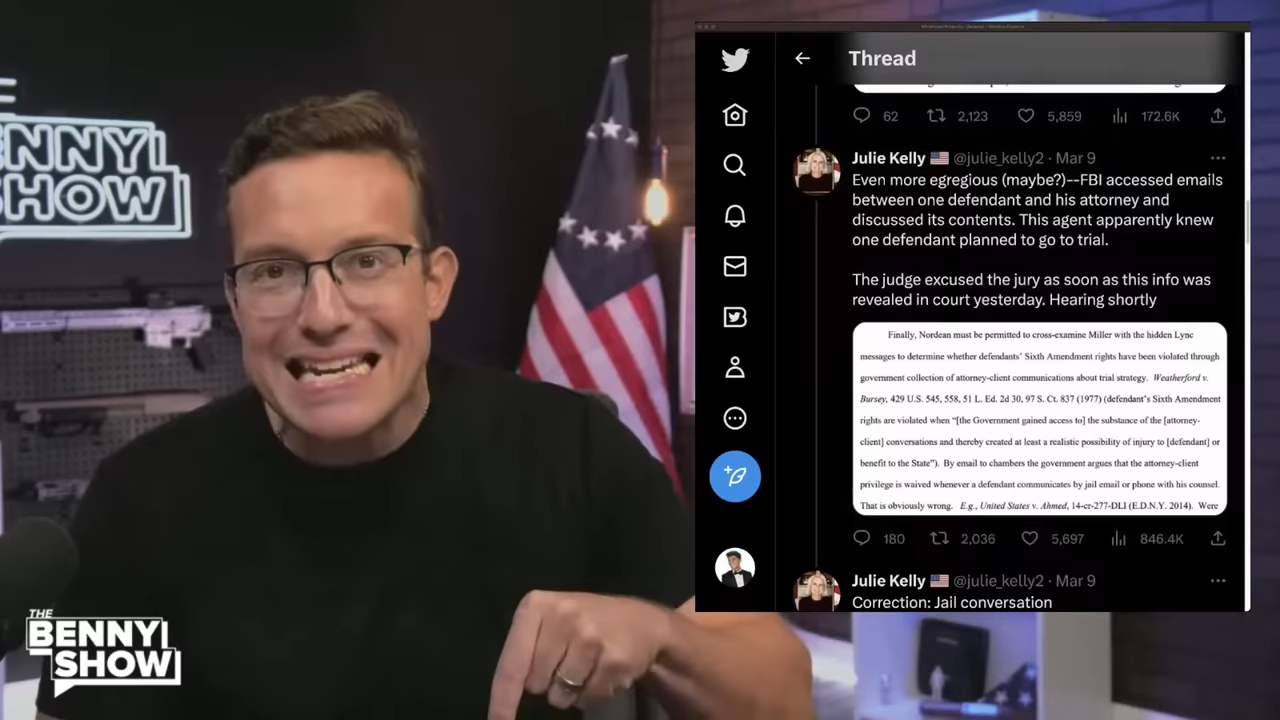 ENNY
SHOW
THE
BENNY
SHOW
Thread
62 2,123 5,859 172.6K
Julie Kelly @julie_kelly2 · Mar 9
Even more egregious (maybe?)--FBI accessed emails
between one defendant and his attorney and
discussed its contents. This agent apparently knew
one defendant planned to go to trial.
The judge excused the jury as soon as this info was
revealed in court yesterday. Hearing shortly
Finally, Nordean must be permitted to cross-examine Miller with the hidden Lync
messages to determine whether defendants' Sixth Amendment rights have been violated through
government collection of attorney-client communications about trial strategy. Weatherford v.
Bursey, 429 U.S. 545, 558, 51 L. Ed. 2d 30, 97 S. Ct. 837 (1977) (defendant's Sixth Amendment
rights are violated when “[the Government gained access to] the substance of the [attorney-
client] conversations and thereby created at least a realistic possibility of injury to [defendant] or
benefit to the State”). By email to chambers the government argues that the attorney-client
privilege is waived whenever a defendant communicates by jail email or phone with his counsel.
That is obviously wrong. E.g., United States v. Ahmed, 14-cr-277-DLI (E.D.N.Y. 2014). Were
180 2,036 5,697 846.4K
Julie Kelly @julie_kelly2 · Mar 9
Correction: Jail conversation